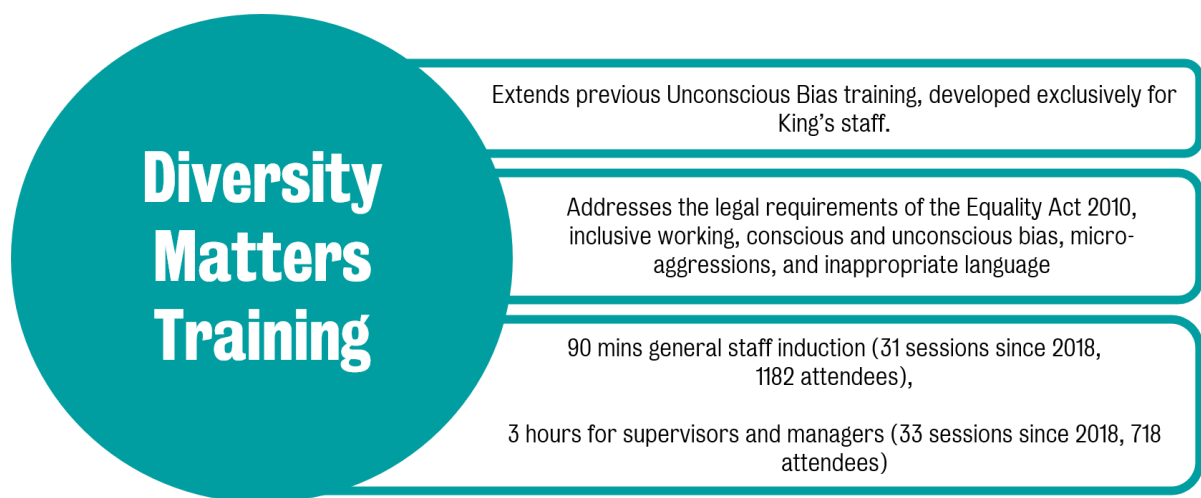 Diversity
Matters
Training
Extends previous Unconscious Bias training, developed exclusively for
King's staff.
Addresses the legal requirements of the Equality Act 2010,
inclusive working, conscious and unconscious bias, micro-
aggressions, and inappropriate language
90 mins general staff induction (31 sessions since 2018,
1182 attendees),
3 hours for supervisors and managers (33 sessions since 2018, 718
attendees)